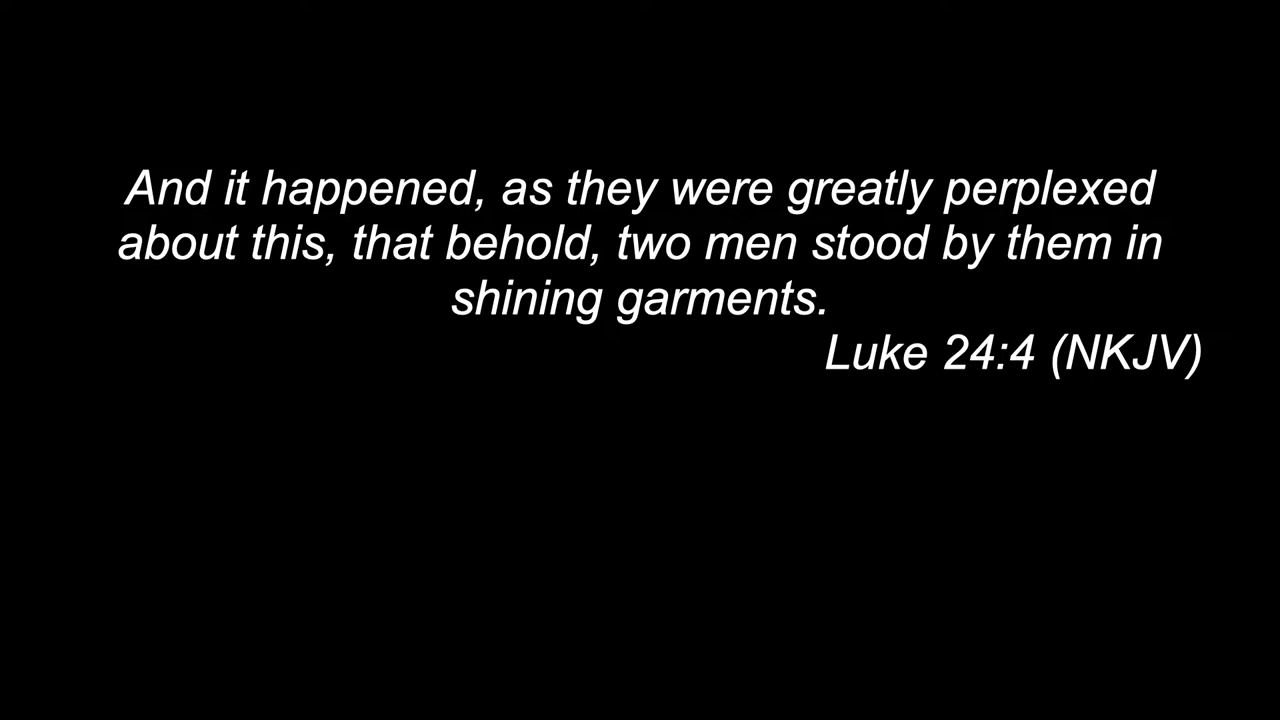 And it happened, as they were greatly perplexed
about this, that behold, two men stood by them in
shining garments.
Luke 24:4 (NKJV)